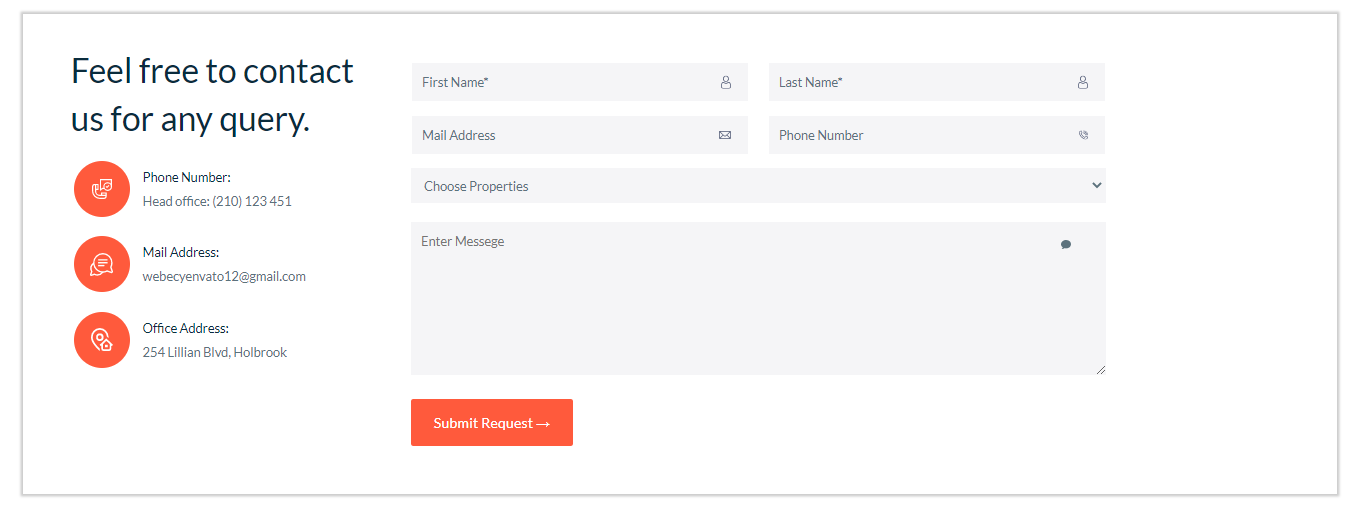 Feel free to contact
us for any query.
Phone Number:
Head office: (210) 123 451
Mail Address:
webecyenvato12@gmail.com
Office Address:
254 Lillian Blvd, Holbrook
First Name*
Last Name*
Mail Address
Phone Number
Choose Properties
Enter Messege
Submit Request →